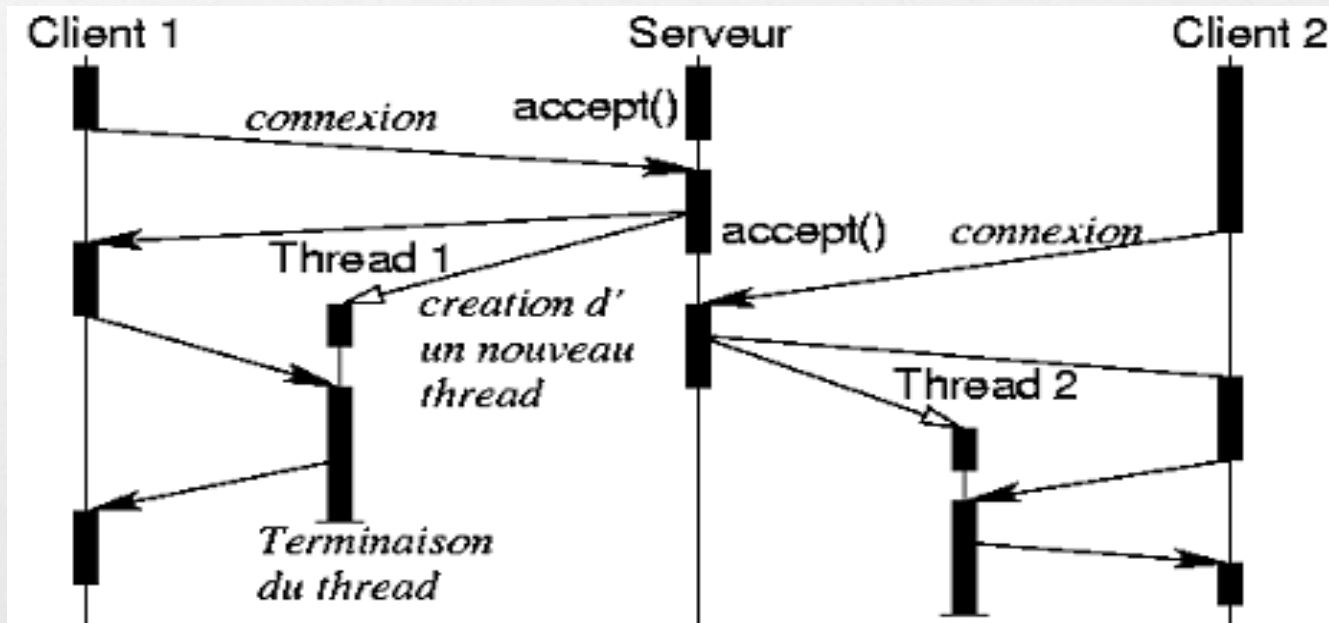 Client 1
Serveur
Client 2
connexion
accept()
accept()
connexion
Thread 1
creation d'
un nouveau
thread
Thread 2
Terminaison
du thread